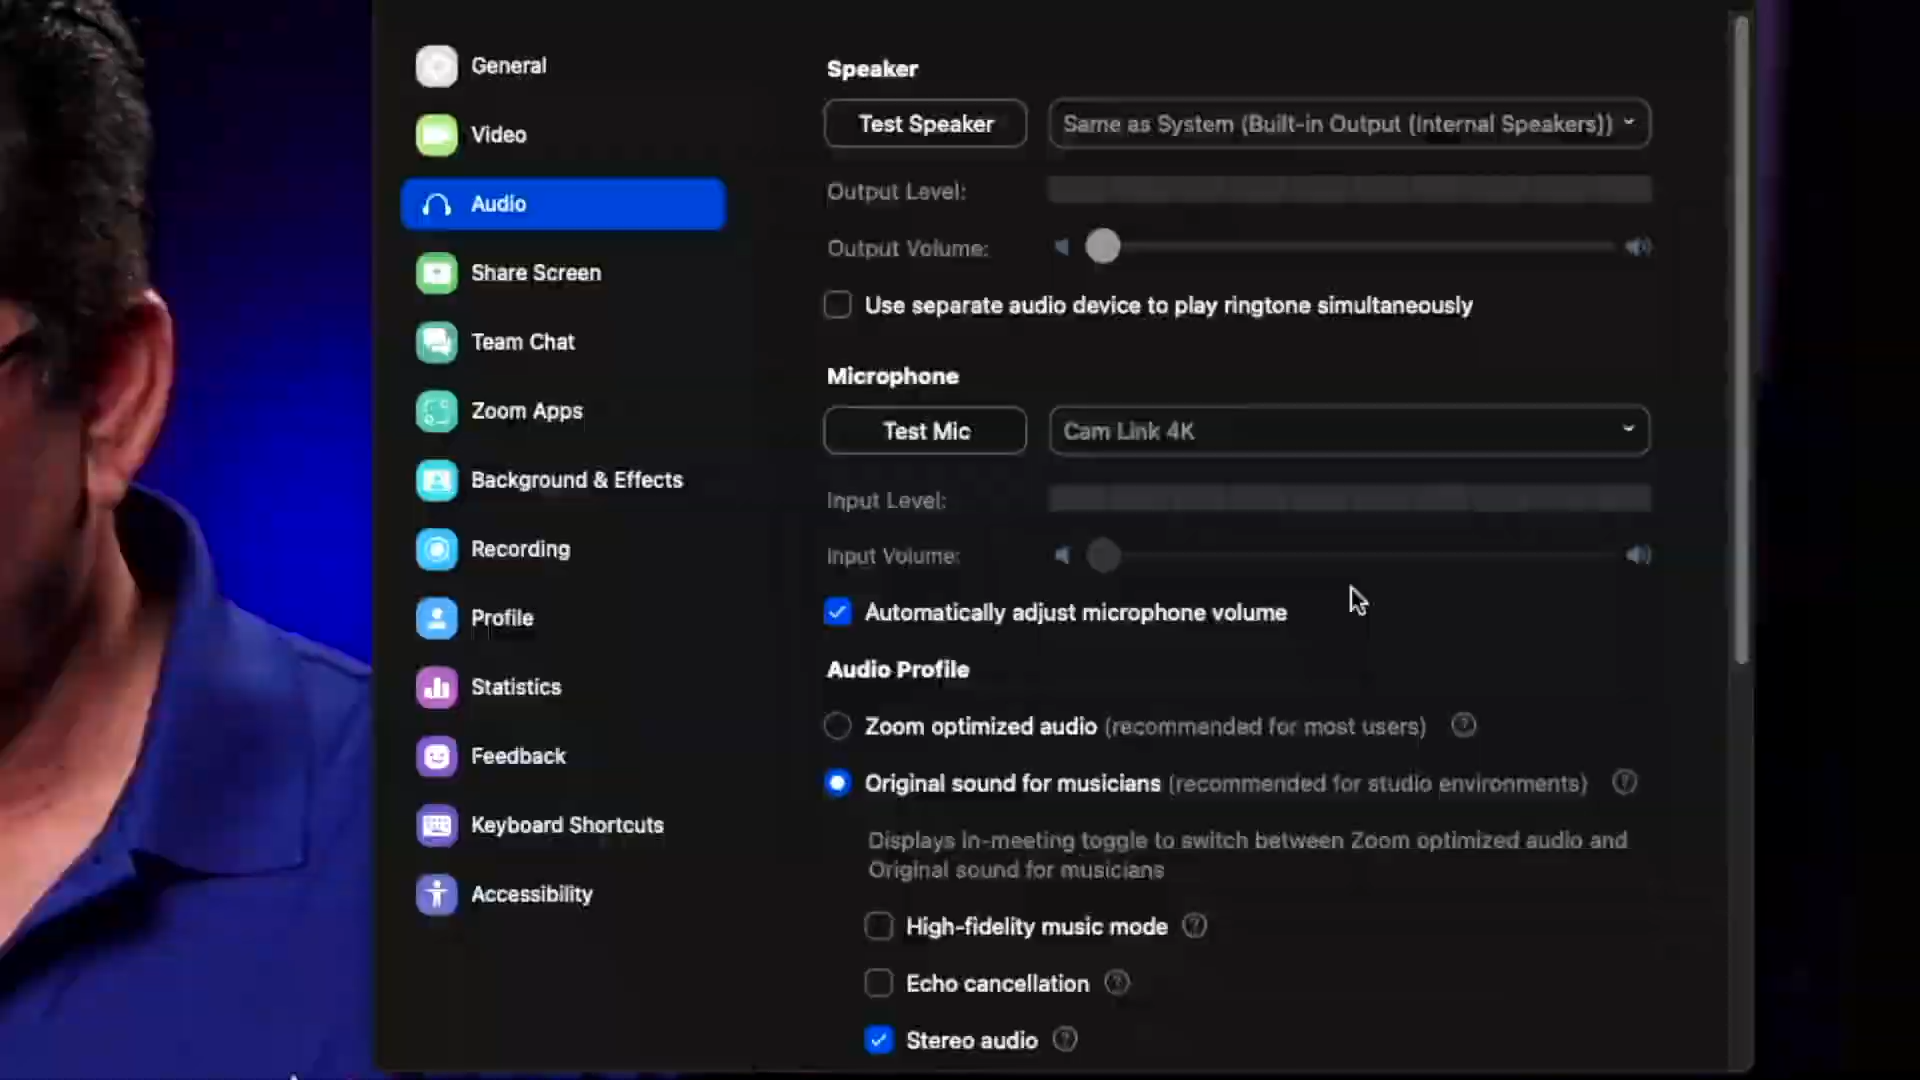 General
Video
Audio
Share Screen
Team Chat
Zoom Apps
Background & Effects
Recording
Profile
Statistics
Feedback
Keyboard Shortcuts
Accessibility
Speaker
Test Speaker
Same as System (Built-in Output (Internal Speakers))
Output Level:
Output Volume:
Use separate audio device to play ringtone simultaneously
Microphone
Test Mic
Cam Link 4K
Input Level:
Input Volume:
Automatically adjust microphone volume
Audio Profile
Zoom optimized audio (recommended for most users) ?
Original sound for musicians (recommended for studio environments) ?
Displays in-meeting toggle to switch between Zoom optimized audio and
Original sound for musicians
High-fidelity music mode ?
Echo cancellation ?
Stereo audio ?